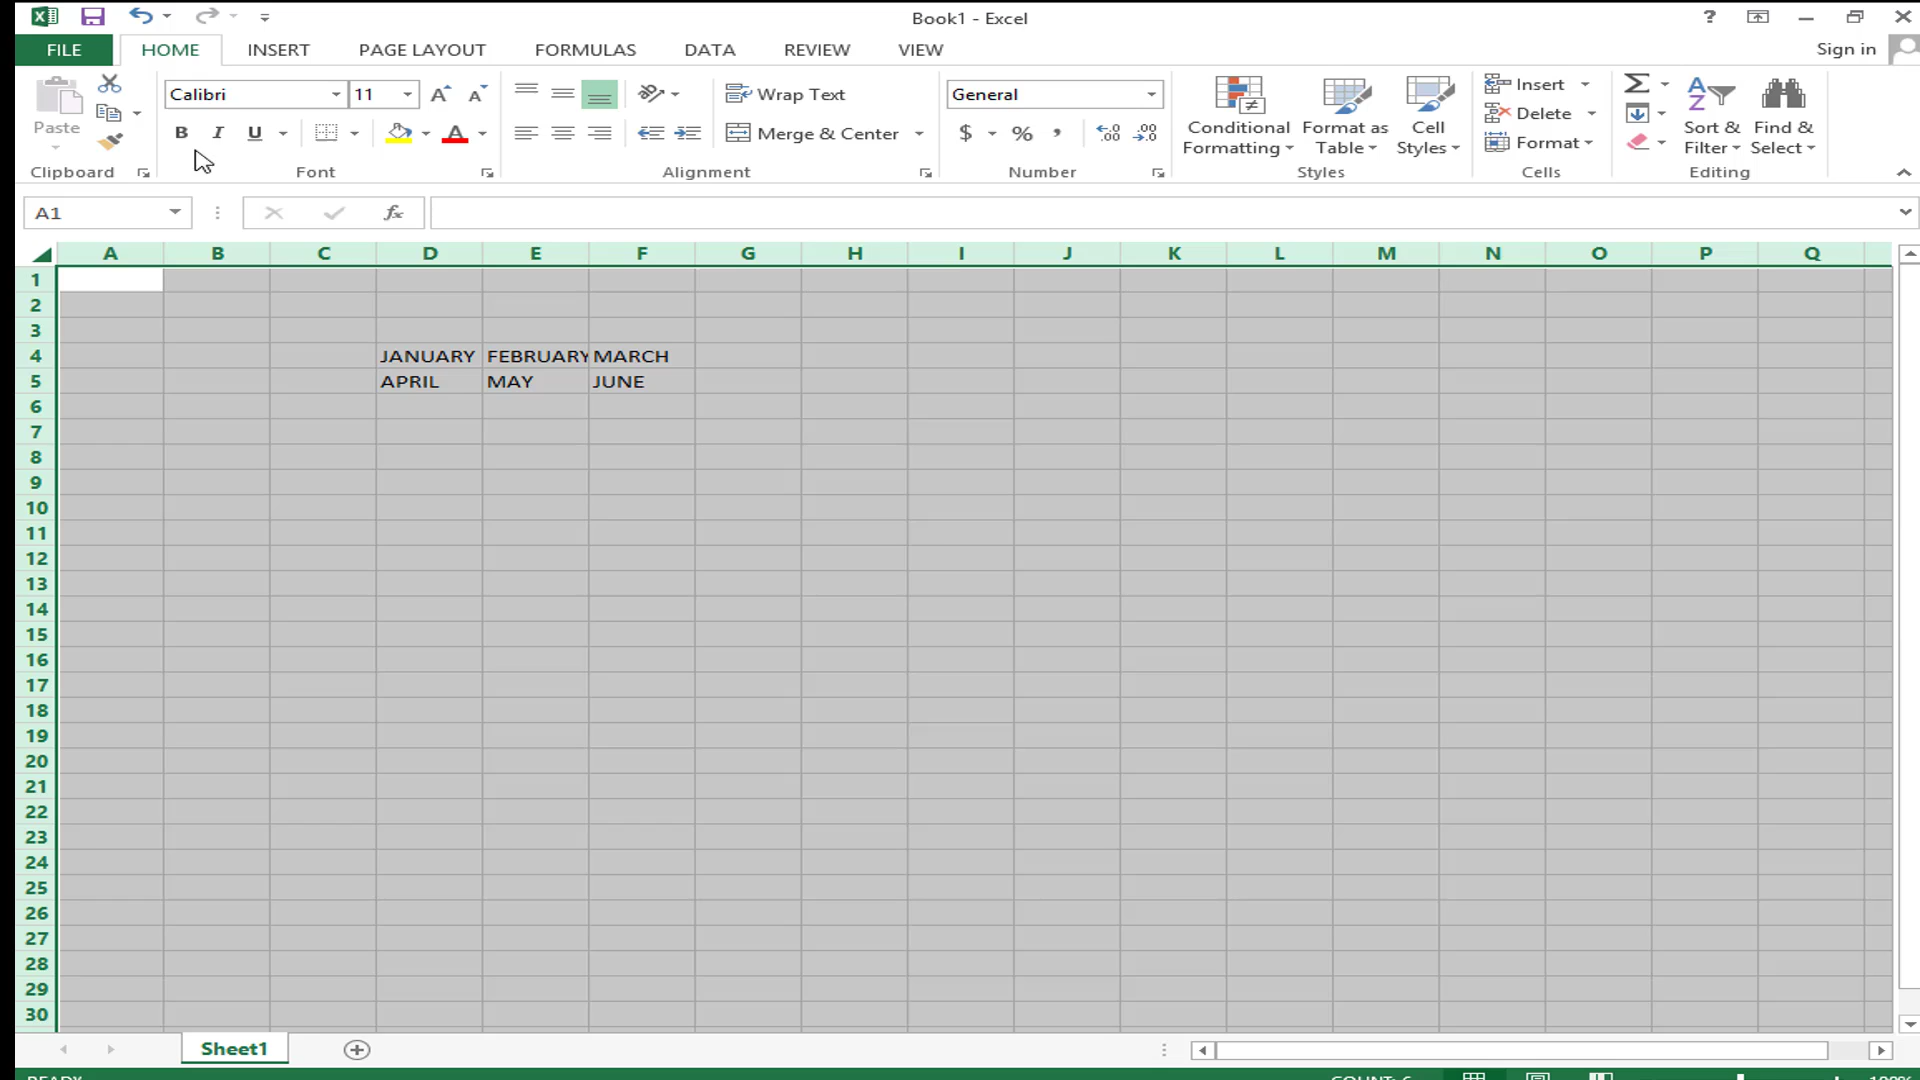 Book1 - Excel
FILE HOME INSERT PAGE LAYOUT FORMULAS DATA REVIEW VIEW Sign in
Paste
Calibri 11
B I U A
Wrap Text
Merge & Center
General
$ % ,
Conditional Formatting
Format as Table
Cell Styles
Insert
Delete
Format
Sort & Filter
Find & Select
Clipboard Font Alignment Number Styles Cells Editing
A1 fx
A B C D E F G H I J K L M N O P Q
1
2
3
4 JANUARY FEBRUARY MARCH
5 APRIL MAY JUNE
6
7
8
9
10
11
12
13
14
15
16
17
18
19
20
21
22
23
24
25
26
27
28
29
30
Sheet1
READY COUNT: 6 100%